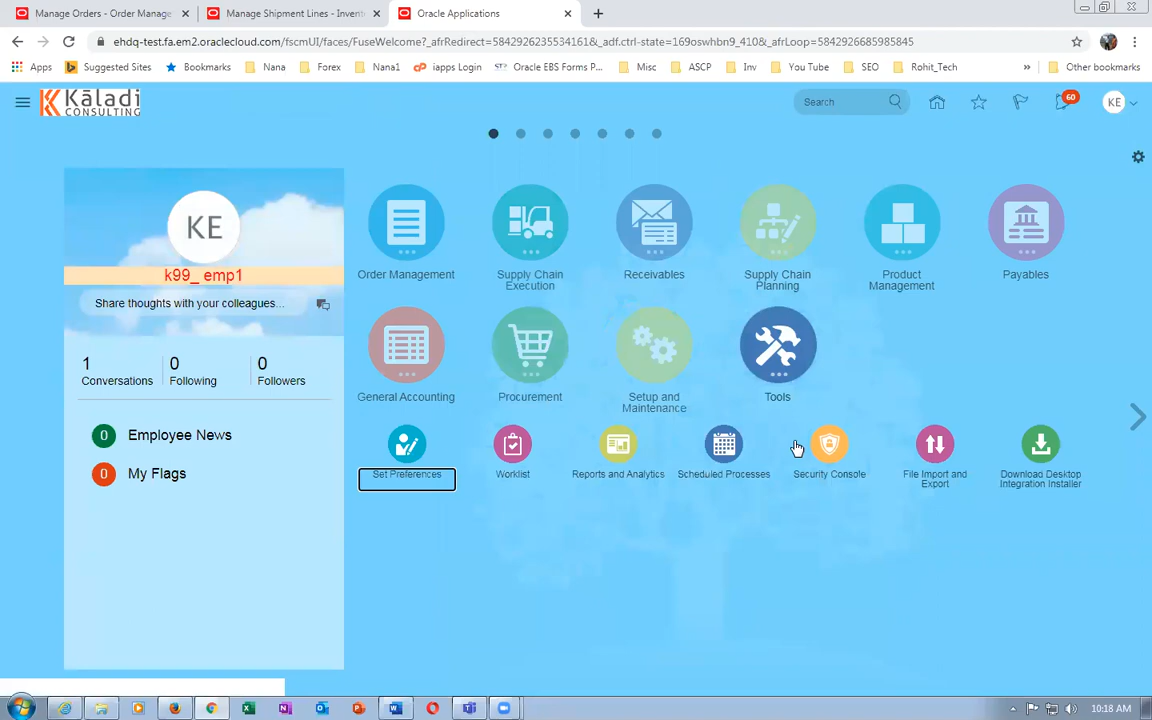 Manage Orders - Order Manage
Manage Shipment Lines - Invent
Oracle Applications
ehdq-test.fa.em2.oraclecloud.com/fscmUI/faces/FuseWelcome?_afrRedirect=5842926235534161&_adf.ctrl-state=169oswhbn9_410&_afrLoop=5842926685985845
Apps
Suggested Sites
Bookmarks
Nana
Forex
Nana1
iapps Login
Oracle EBS Forms P...
Misc
ASCP
Inv
You Tube
SEO
Rohit_Tech
Other bookmarks
Kaladi
CONSULTING
Search
60
KE
KE
k99_ emp1
Share thoughts with your colleagues...
1
Conversations
0
Following
0
Followers
0 Employee News
0 My Flags
Order Management
Supply Chain
Execution
Receivables
Supply Chain
Planning
Product
Management
Payables
General Accounting
Procurement
Setup and
Maintenance
Tools
Set Preferences
Worklist
Reports and Analytics
Scheduled Processes
Security Console
File Import and
Export
Download Desktop
Integration Installer
10:18 AM